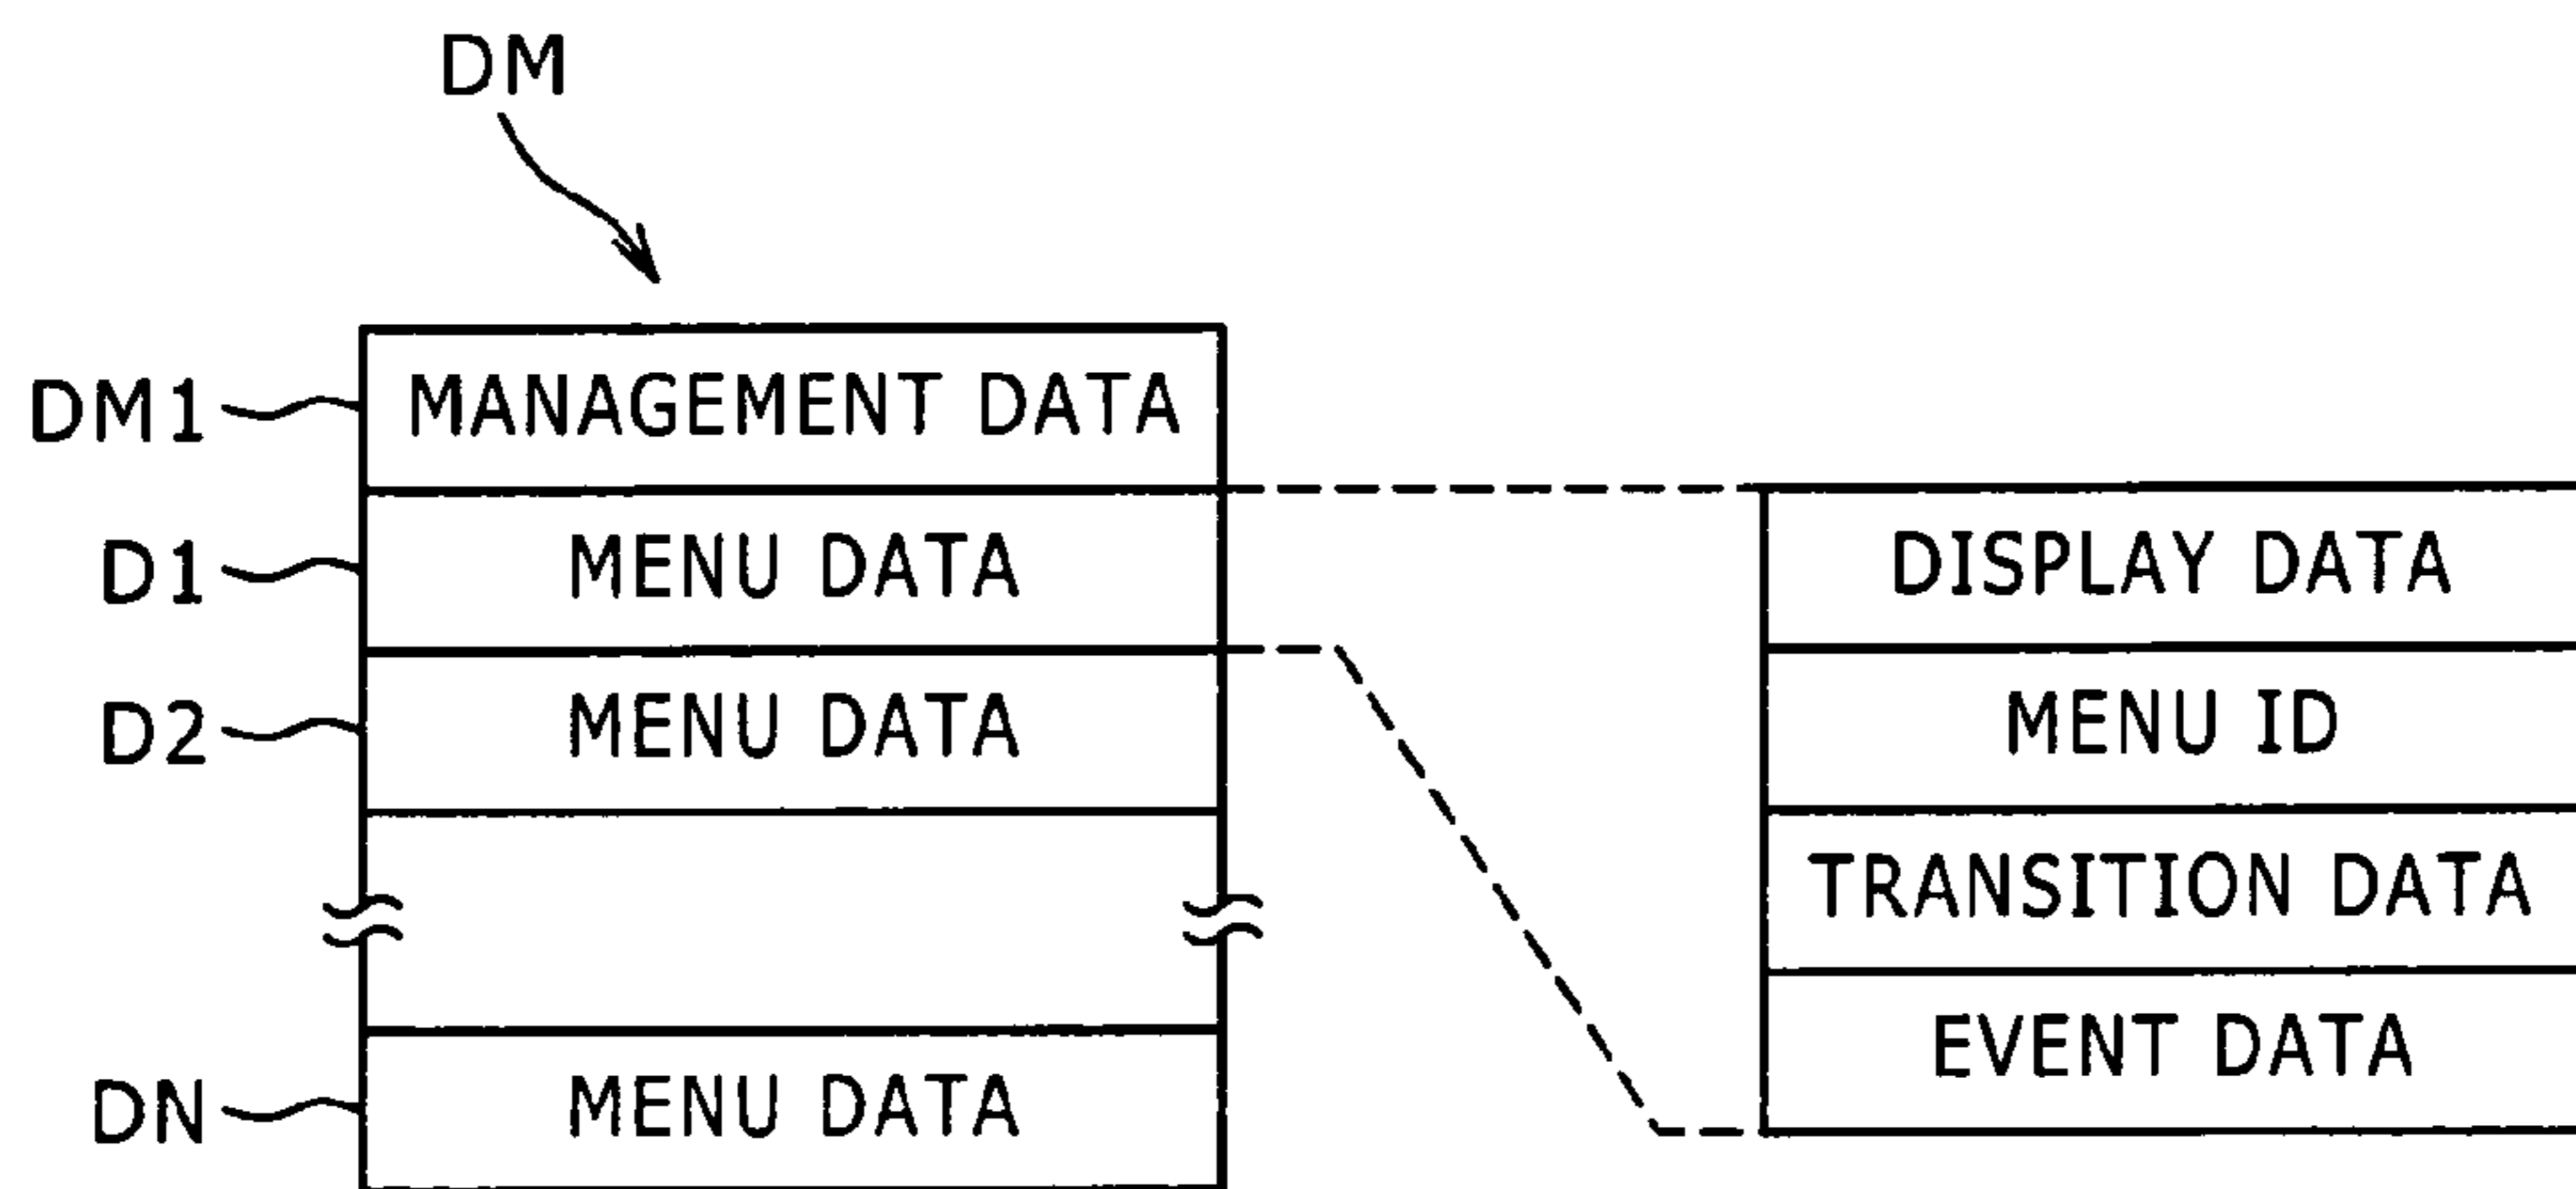 DM
DM1 MANAGEMENT DATA
D1 MENU DATA
D2 MENU DATA
DN MENU DATA
DISPLAY DATA
MENU ID
TRANSITION DATA
EVENT DATA